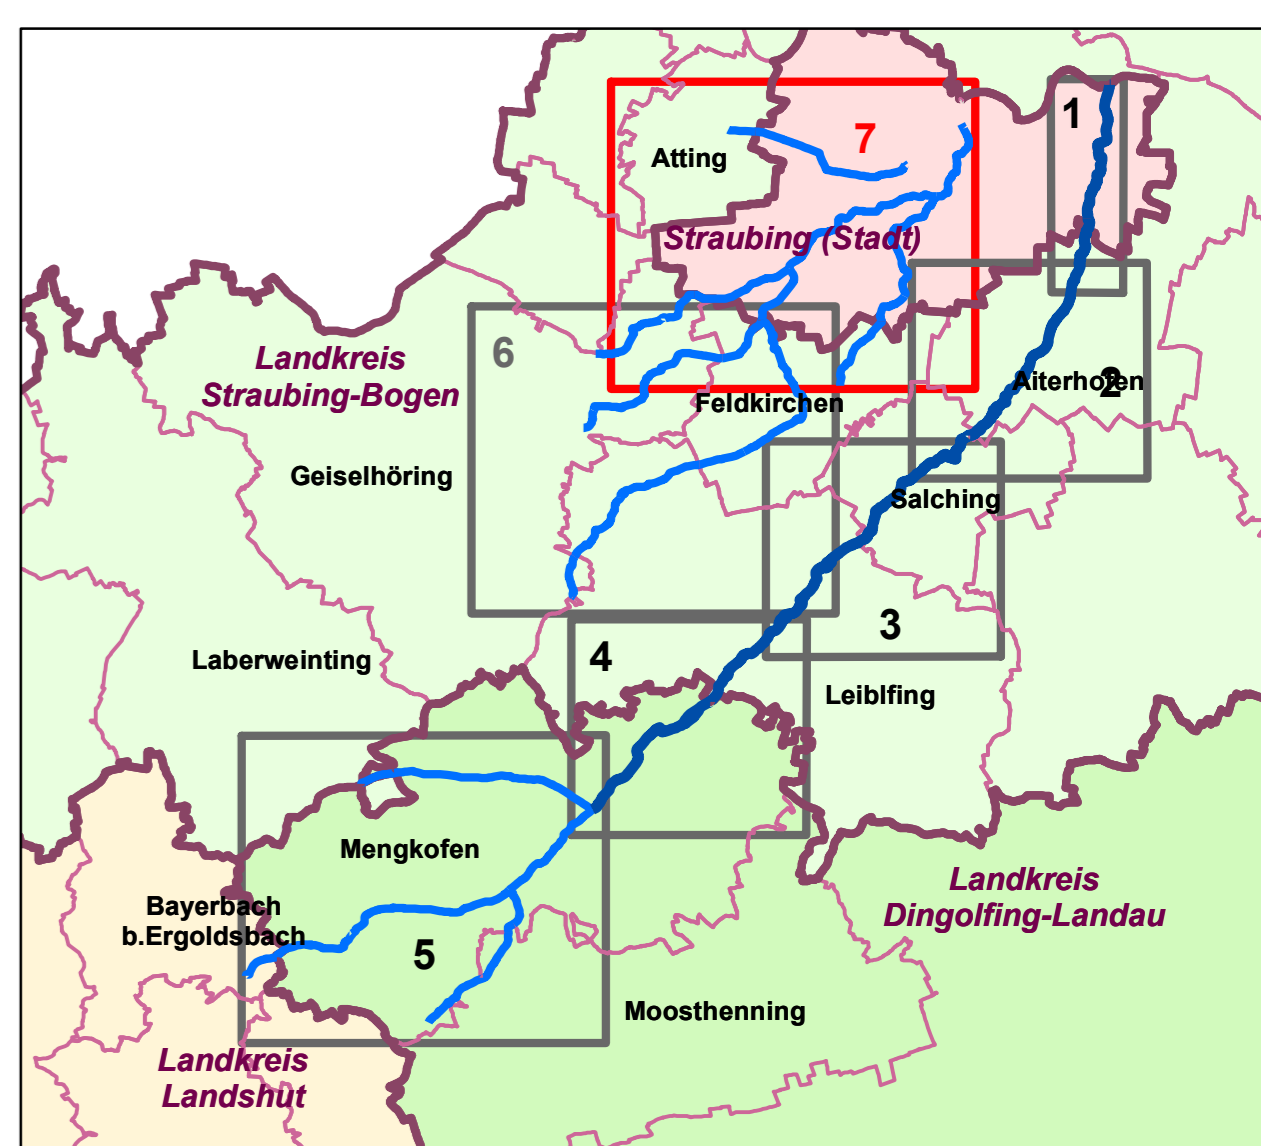 1
7
Atting
Straubing (Stadt)
6
Landkreis
Straubing-Bogen
Aiterhofen
2
Feldkirchen
Geiselhöring
Salching
3
4
Laberweinting
Leiblfing
Mengkofen
Landkreis
Dingolfing-Landau
Bayerbach
b.Ergoldsbach
5
Moosthenning
Landkreis
Landshut